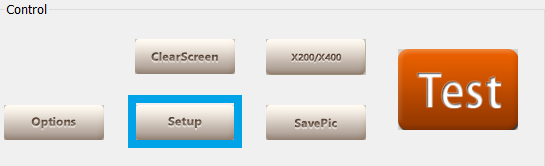 Control
ClearScreen
X200/X400
Test
Options
Setup
SavePic